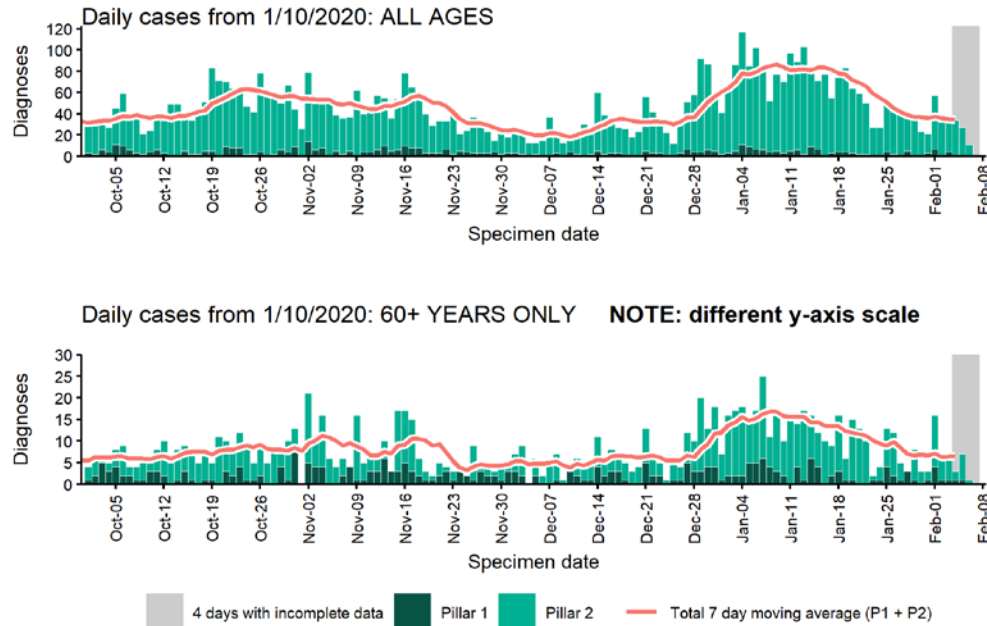 Daily cases from 1/10/2020: ALL AGES
120
100
80
60
40
20
0
Diagnoses
Oct-05
Oct-12
Oct-19
Oct-26
Nov-02
Nov-09
Nov-16
Nov-23
Nov-30
Dec-07
Dec-14
Dec-21
Dec-28
Jan-04
Jan-11
Jan-18
Jan-25
Feb-01
Feb-08
Specimen date
Daily cases from 1/10/2020: 60+ YEARS ONLY NOTE: different y-axis scale
30
25
20
15
10
5
0
Diagnoses
Oct-05
Oct-12
Oct-19
Oct-26
Nov-02
Nov-09
Nov-16
Nov-23
Nov-30
Dec-07
Dec-14
Dec-21
Dec-28
Jan-04
Jan-11
Jan-18
Jan-25
Feb-01
Feb-08
Specimen date
4 days with incomplete data Pillar 1 Pillar 2 Total 7 day moving average (P1 + P2)